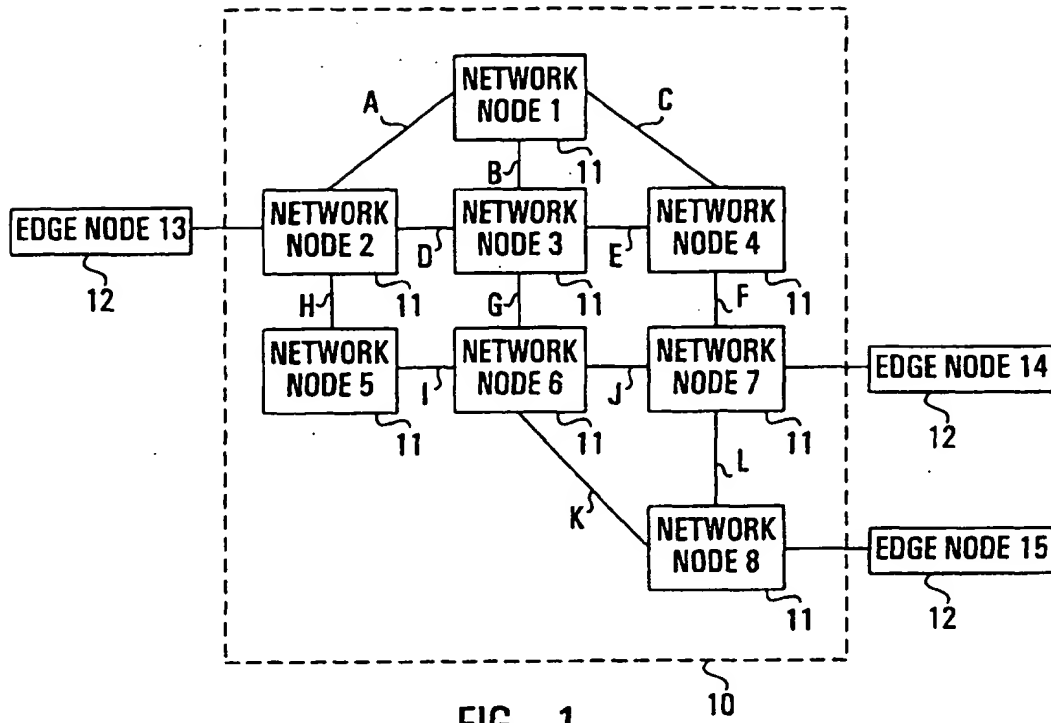 NETWORK
NODE 1
A
C
B
11
EDGE NODE 13
12
NETWORK
NODE 2
11
D
NETWORK
NODE 3
11
E
NETWORK
NODE 4
11
H
G
F
NETWORK
NODE 5
11
I
NETWORK
NODE 6
11
J
NETWORK
NODE 7
11
EDGE NODE 14
12
K
L
NETWORK
NODE 8
11
EDGE NODE 15
12
10
FIG. 1